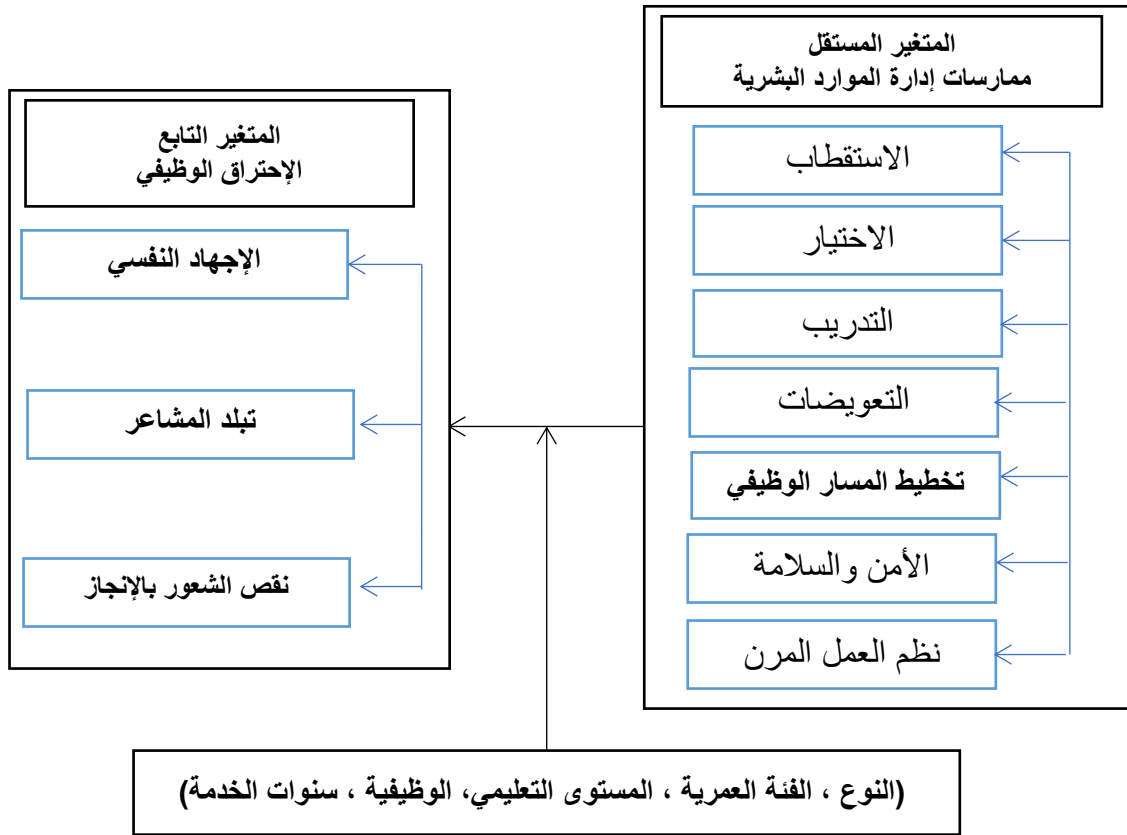 المتغير المستقل
ممارسات إدارة الموارد البشرية
الاستقطاب
الاختيار
التدريب
التعويضات
تخطيط المسار الوظيفي
الأمن والسلامة
نظم العمل المرن
المتغير التابع
الإحتراق الوظيفي
الإجهاد النفسي
تبلد المشاعر
نقص الشعور بالإنجاز
(النوع ، الفئة العمرية ، المستوى التعليمي، الوظيفية ، سنوات الخدمة)